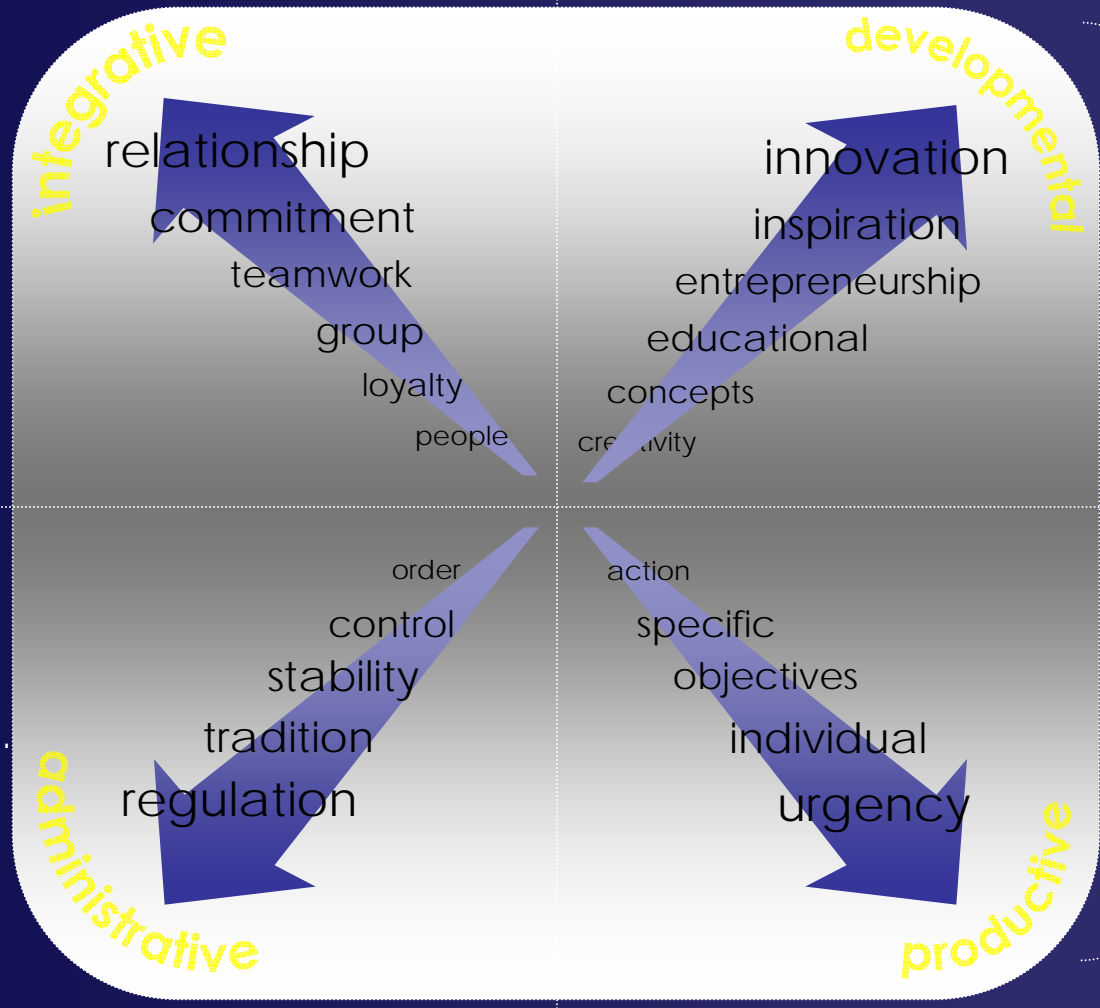 integrative
relationship
commitment
teamwork
group
loyalty
people
developmental
innovation
inspiration
entrepreneurship
educational
concepts
creativity
order
control
stability
tradition
regulation
administrative
action
specific
objectives
individual
urgency
productive